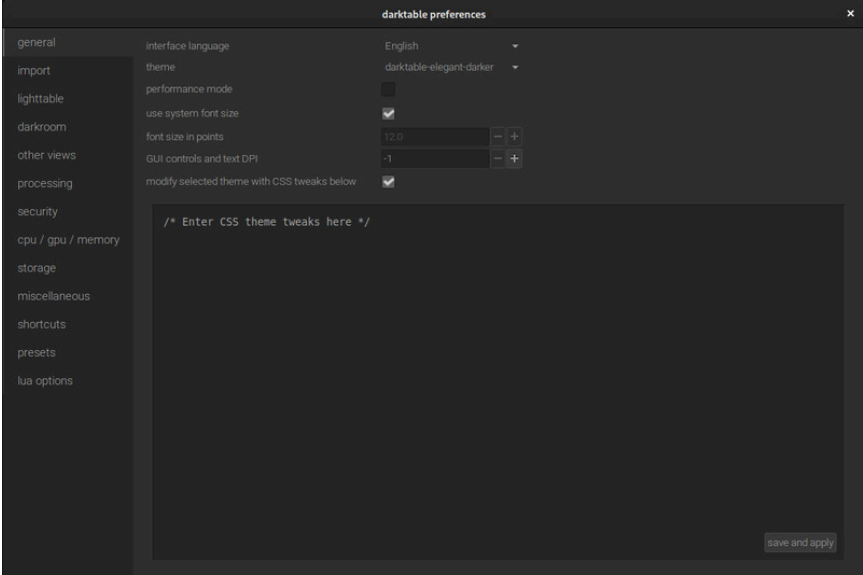 darktable preferences
general
import
lighttable
darkroom
other views
processing
security
cpu / gpu / memory
storage
miscellaneous
shortcuts
presets
lua options
interface language English
theme darktable-elegant-darker
performance mode
use system font size
font size in points 12.0
GUI controls and text DPI -1
modify selected theme with CSS tweaks below
/* Enter CSS theme tweaks here */
save and apply